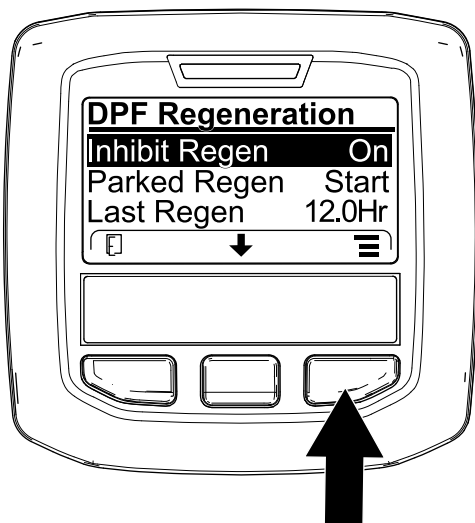 DPF Regeneration
Inhibit Regen On
Parked Regen Start
Last Regen 12.0Hr